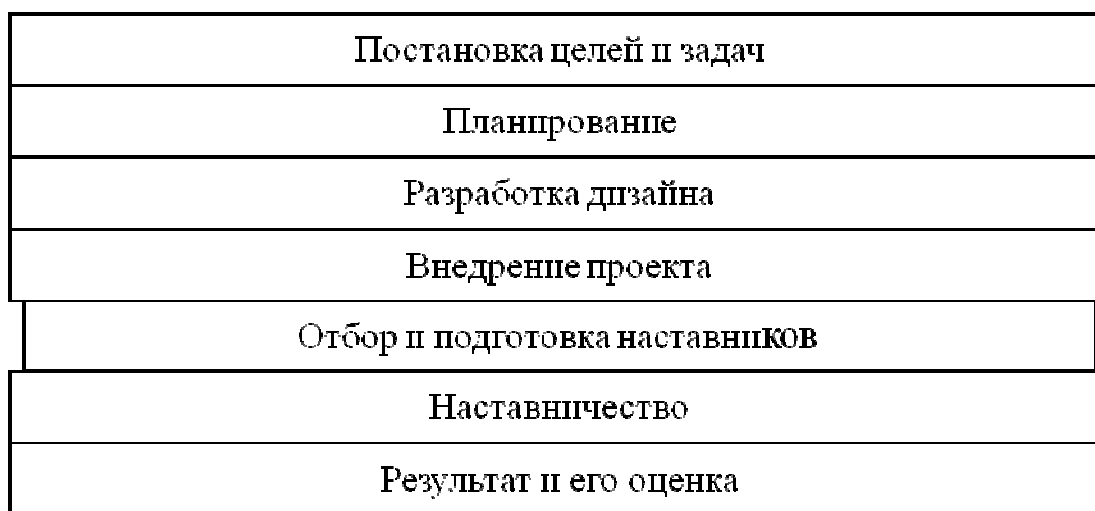 Постановка целей и задач
Планирование
Разработка дизайна
Внедрение проекта
Отбор и подготовка наставников
Наставничество
Результат и его оценка